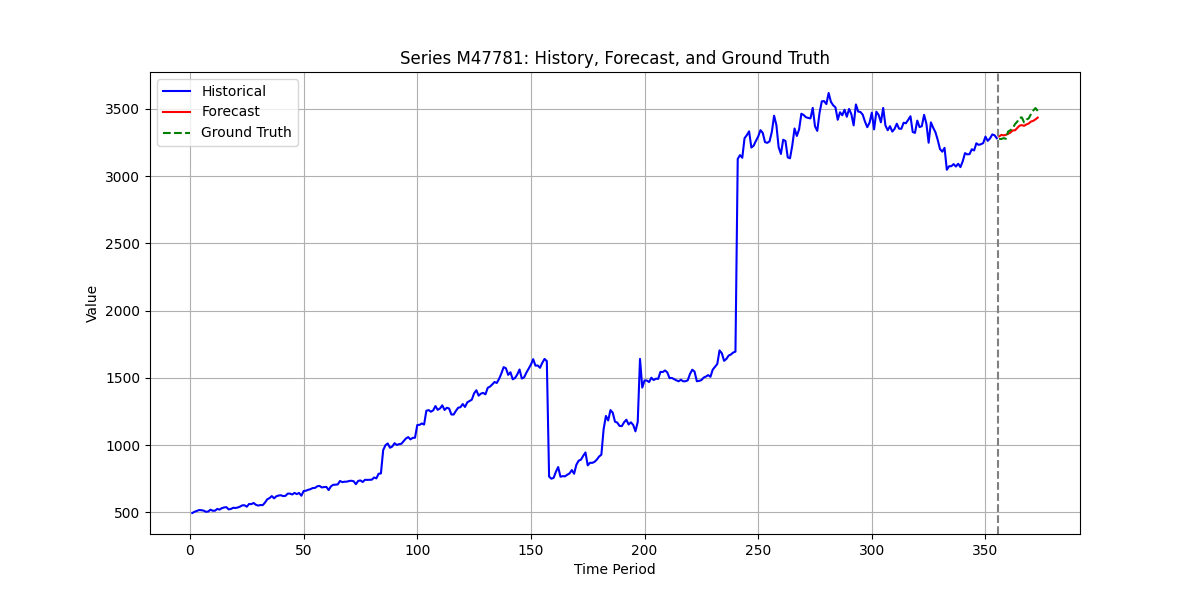 Series M47781: History, Forecast, and Ground Truth
Historical
Forecast
Ground Truth
3500
3000
2500
2000
1500
1000
500
Value
0 50 100 150 200 250 300 350
Time Period